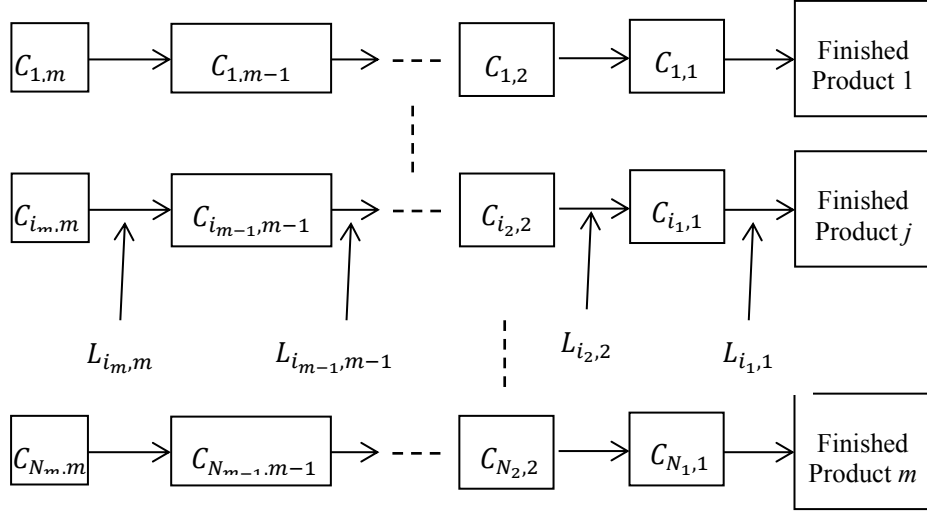 C_{1,m} C_{1,m−1} C_{1,2} C_{1,1} Finished
Product 1
C_{i_m,m} C_{i_{m−1},m−1} C_{i_2,2} C_{i_1,1} Finished
Product j
L_{i_m,m} L_{i_{m−1},m−1} L_{i_2,2} L_{i_1,1}
C_{N_m,m} C_{N_{m−1},m−1} C_{N_2,2} C_{N_1,1} Finished
Product m